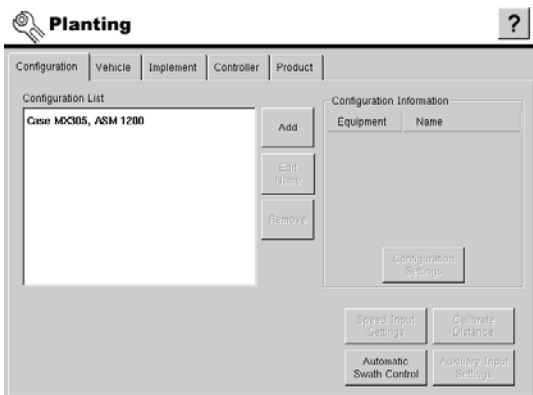 Planting
?
Configuration
Vehicle
Implement
Controller
Product
Configuration List
Case MX305, ASM 1200
Add
Edit
Name
Remove
Configuration Information
Equipment
Name
Configuration
Settings
Speed Input
Settings
Calibrate
Distance
Automatic
Swath Control
Auxiliary Input
Settings